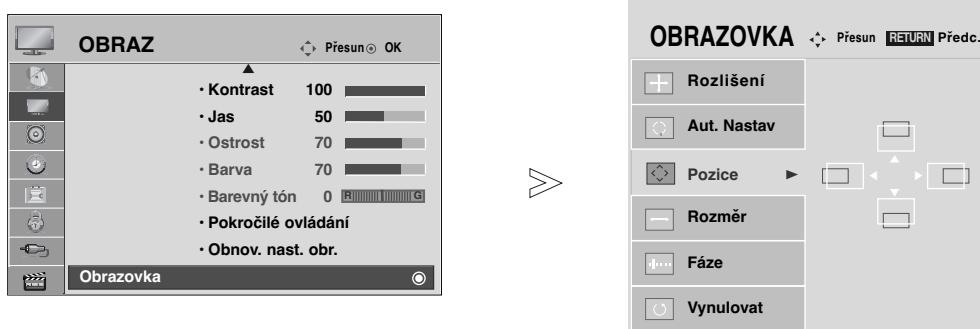 OBRAZ Přesun OK
· Kontrast 100
· Jas 50
· Ostrost 70
· Barva 70
· Barevný tón 0 R G
· Pokročilé ovládání
· Obnov. nast. obr.
Obrazovka
OBRAZOVKA Přesun RETURN Předc.
Rozlišení
Aut. Nastav
Pozice
Rozměr
Fáze
Vynulovat